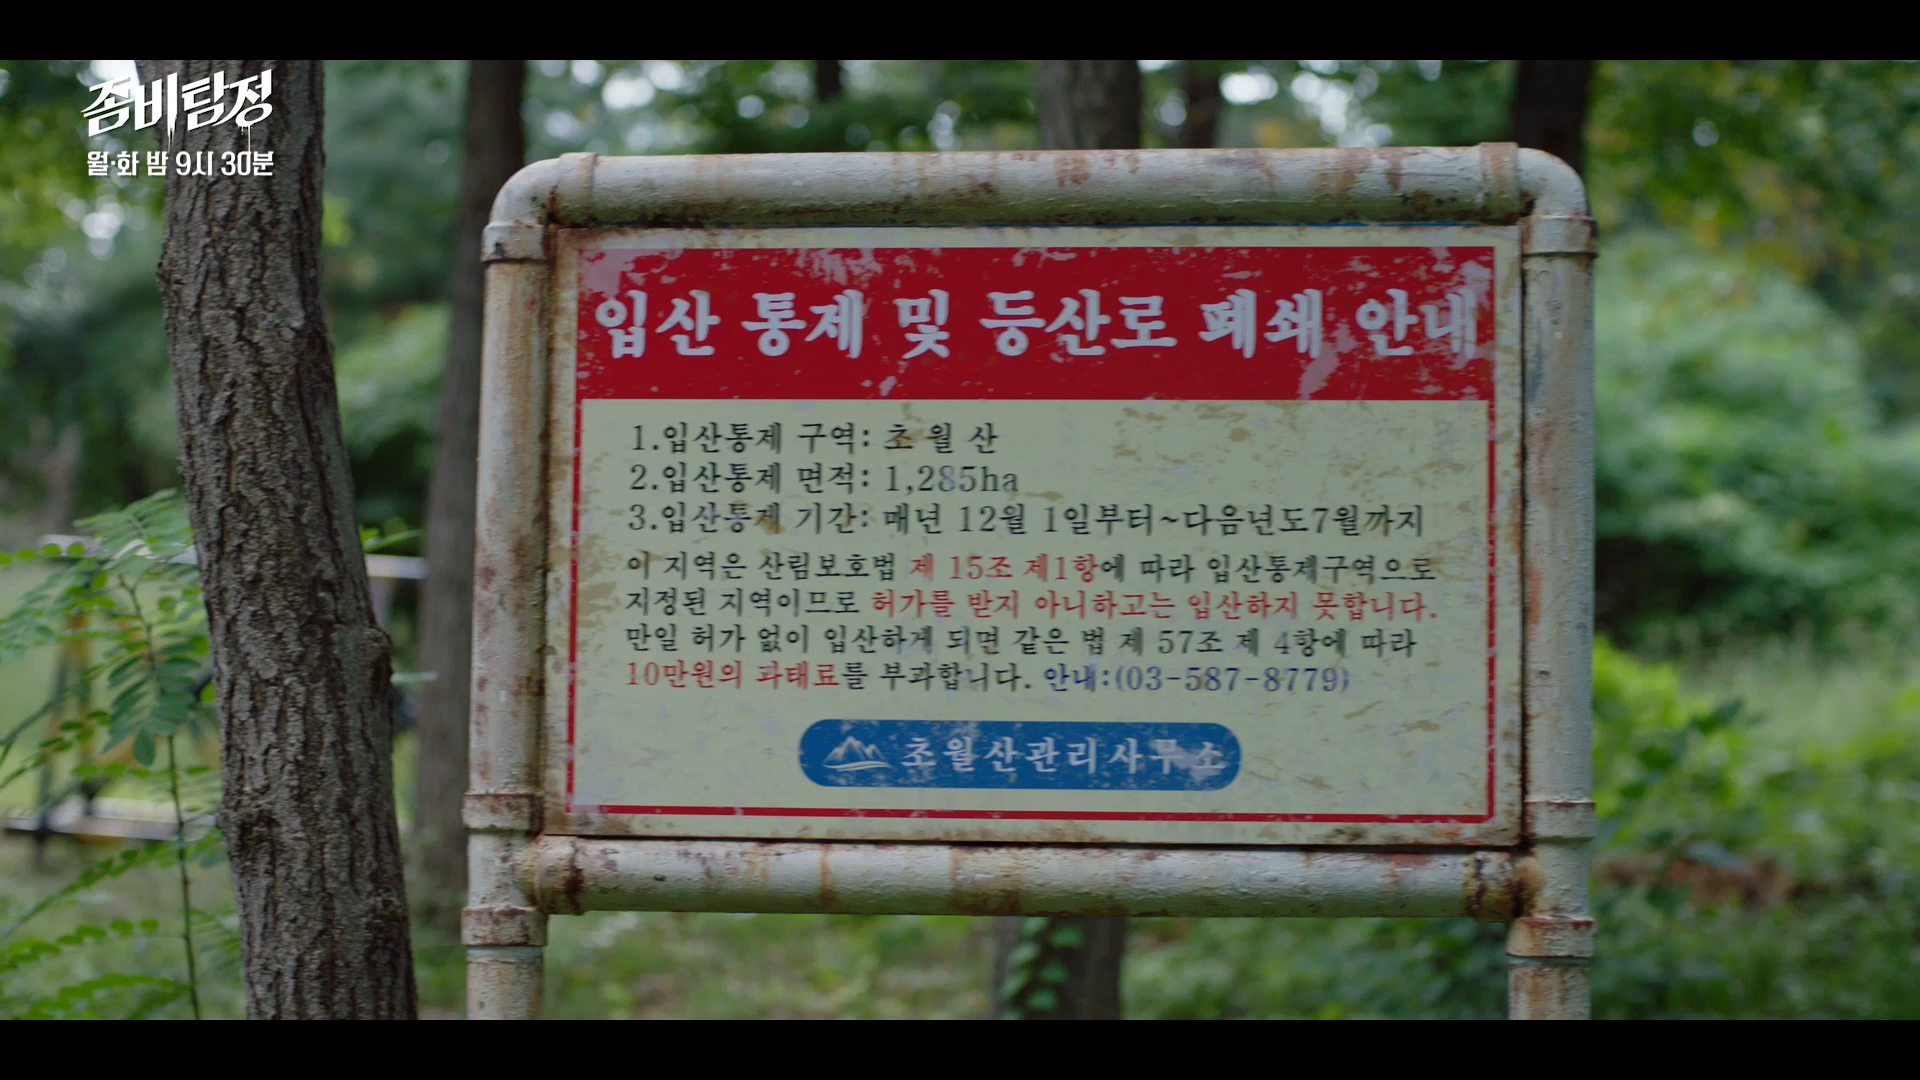 좀비탐정
월·화 밤 9시 30분
입산 통제 및 등산로 폐쇄 안내
1.입산통제 구역: 초 월 산
2.입산통제 면적: 1,285ha
3.입산통제 기간: 매년 12월 1일부터~다음년도7월까지
이 지역은 산림보호법 제 15조 제1항에 따라 입산통제구역으로
지정된 지역이므로 허가를 받지 아니하고는 입산하지 못합니다.
만일 허가 없이 입산하게 되면 같은 법 제 57조 제 4항에 따라
10만원의 과태료를 부과합니다. 안내:(03-587-8779)
초월산관리사무소